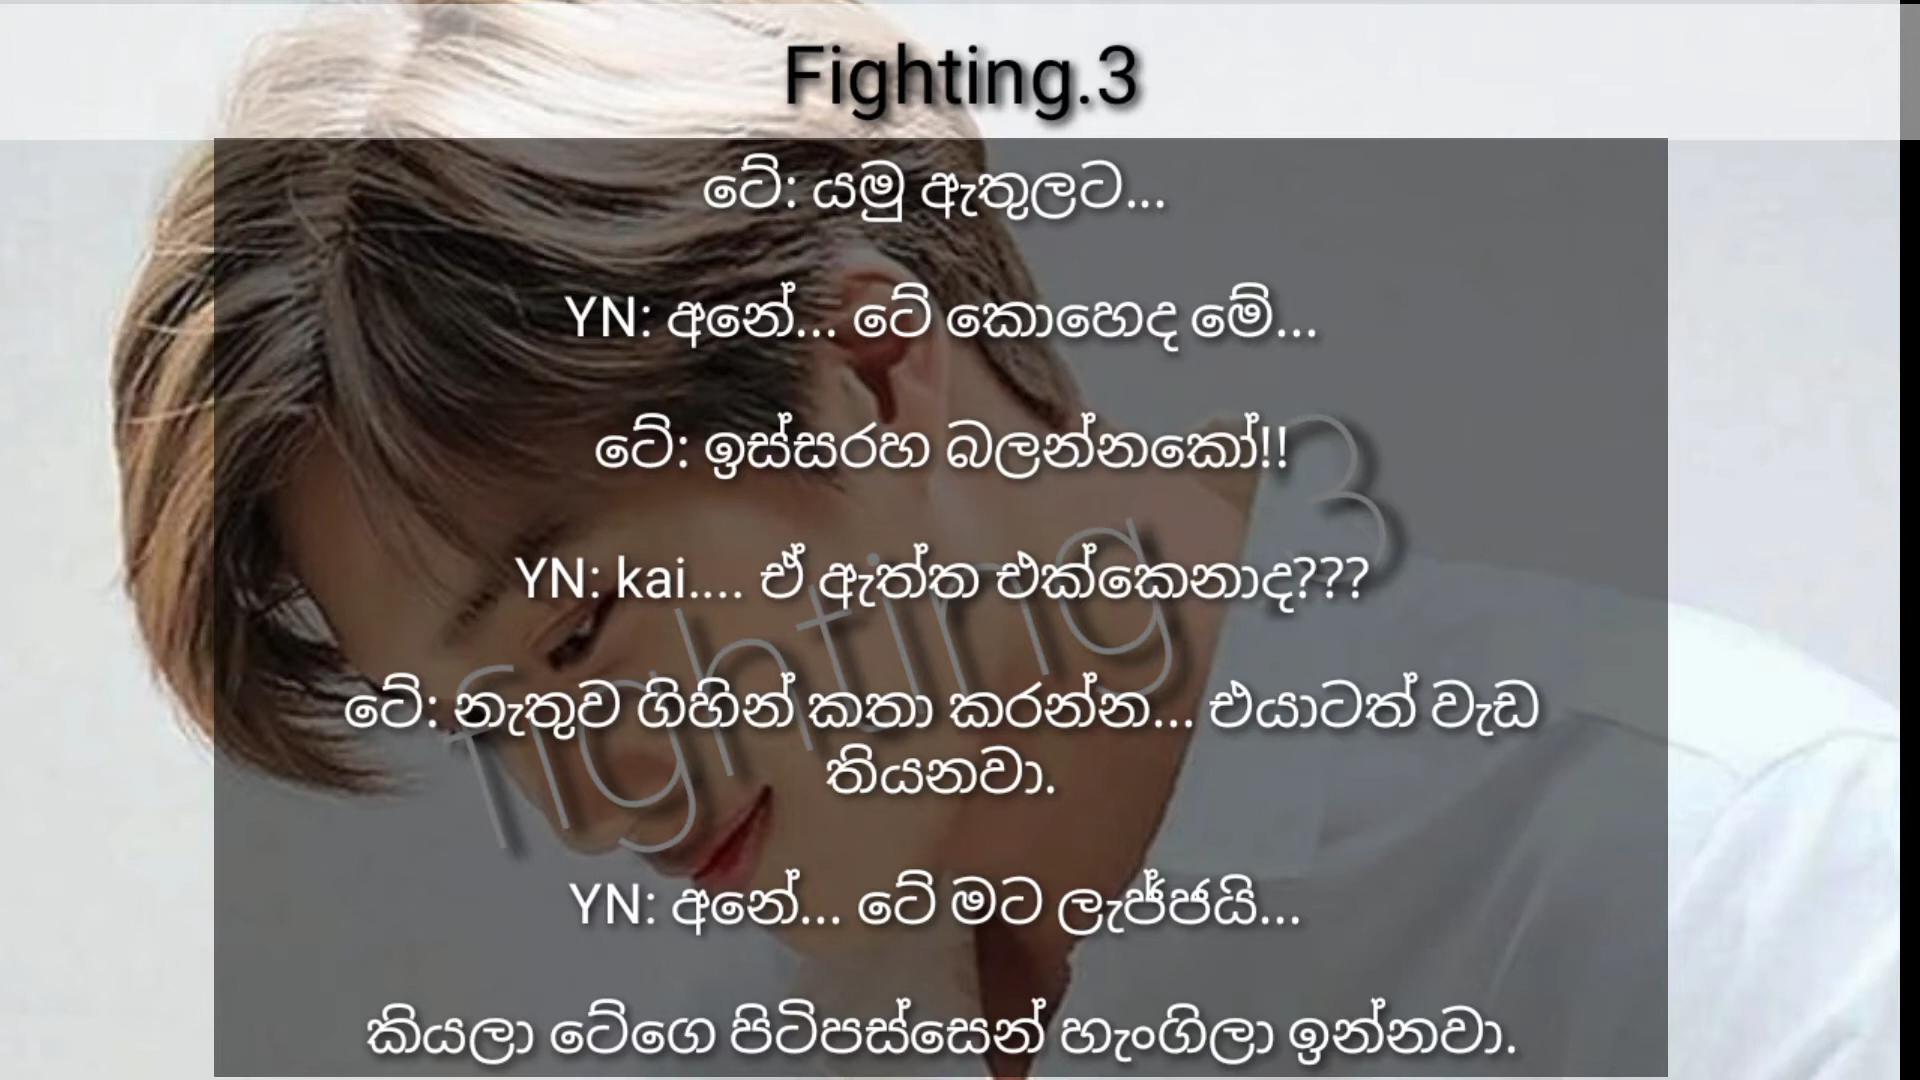 Fighting.3
ටේ: යමු ඇතුලට...
YN: අනේ... ටේ කොහෙද මේ...
ටේ: ඉස්සරහ බලන්නකෝ!!
YN: kai.... ඒ ඇත්ත එක්කෙනාද???
ටේ: නැතුව ගිහින් කතා කරන්න... එයාටත් වැඩ
තියනවා.
YN: අනේ... ටේ මට ලැජ්ජයි...
කියලා ටේගෙ පිටිපස්සෙන් හැංගිලා ඉන්නවා.
fighting 3